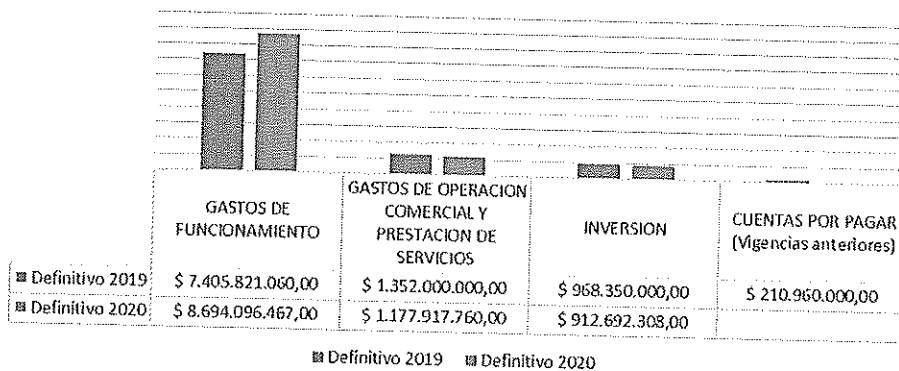 GASTOS DE FUNCIONAMIENTO
GASTOS DE OPERACION COMERCIAL Y PRESTACION DE SERVICIOS
INVERSION
CUENTAS POR PAGAR (Vigencias anteriores)
Definitivo 2019 $ 7.405.821.060,00 $ 1.352.000.000,00 $ 968.350.000,00 $ 210.960.000,00
Definitivo 2020 $ 8.694.096.467,00 $ 1.177.917.760,00 $ 912.692.308,00
Definitivo 2019 Definitivo 2020